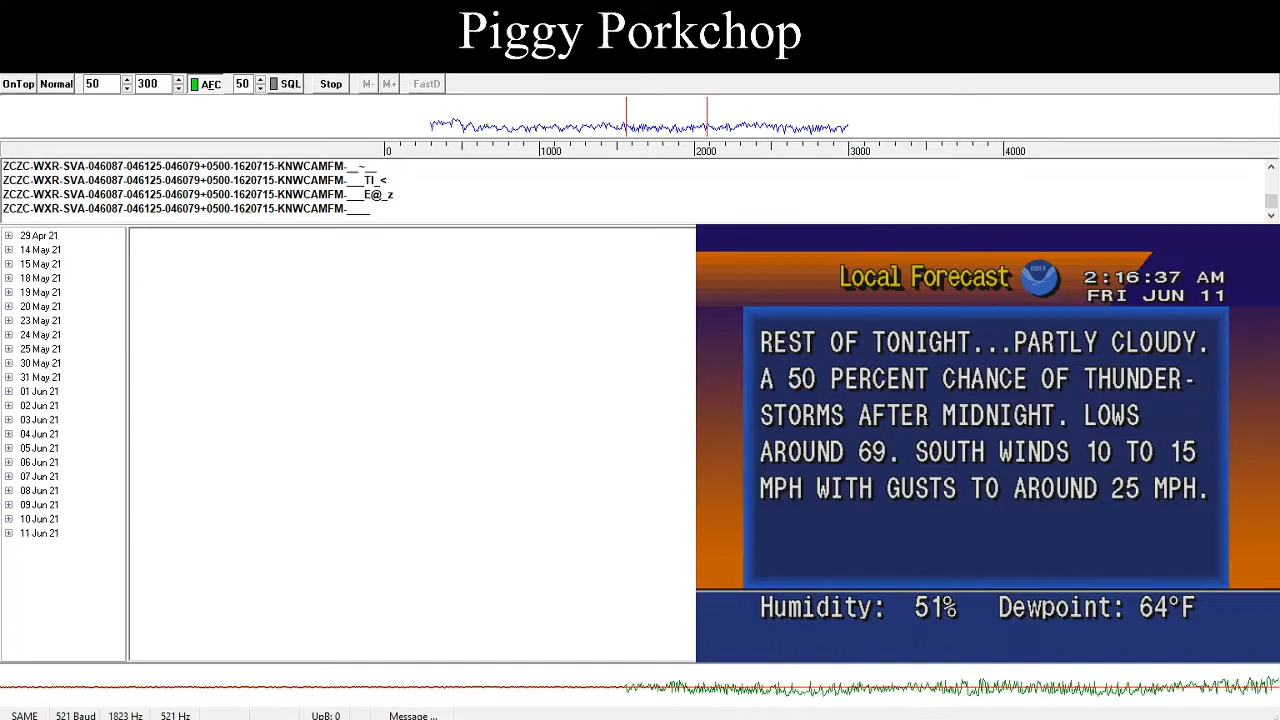 Piggy Porkchop
OnTop Normal 50 300 AFC 50 SQL Stop M- M+ FastD
0 1000 2000 3000 4000
ZCZC-WXR-SVA-046087-046125-046079+0500-1620715-KNWCAMFM-__~__
ZCZC-WXR-SVA-046087-046125-046079+0500-1620715-KNWCAMFM-___TI_<
ZCZC-WXR-SVA-046087-046125-046079+0500-1620715-KNWCAMFM-___E@_z
ZCZC-WXR-SVA-046087-046125-046079+0500-1620715-KNWCAMFM-____
29 Apr 21
14 May 21
15 May 21
18 May 21
19 May 21
20 May 21
23 May 21
24 May 21
25 May 21
30 May 21
31 May 21
01 Jun 21
02 Jun 21
03 Jun 21
04 Jun 21
05 Jun 21
06 Jun 21
07 Jun 21
08 Jun 21
09 Jun 21
10 Jun 21
11 Jun 21
Local Forecast
2:16:37 AM
FRI JUN 11
REST OF TONIGHT...PARTLY CLOUDY.
A 50 PERCENT CHANCE OF THUNDER-
STORMS AFTER MIDNIGHT. LOWS
AROUND 69. SOUTH WINDS 10 TO 15
MPH WITH GUSTS TO AROUND 25 MPH.
Humidity: 51% Dewpoint: 64°F
SAME 521 Baud 1823 Hz 521 Hz UpB: 0 Message ...